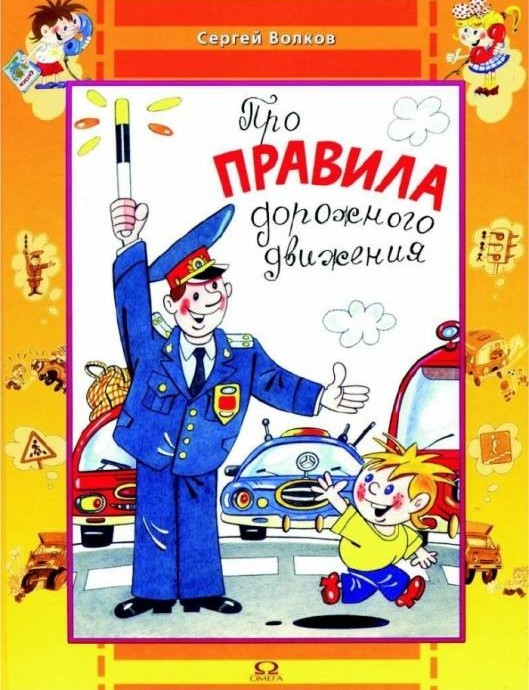 Сергей Волков
Про
ПРАВИЛА
дорожного
движения
ОМЕГА